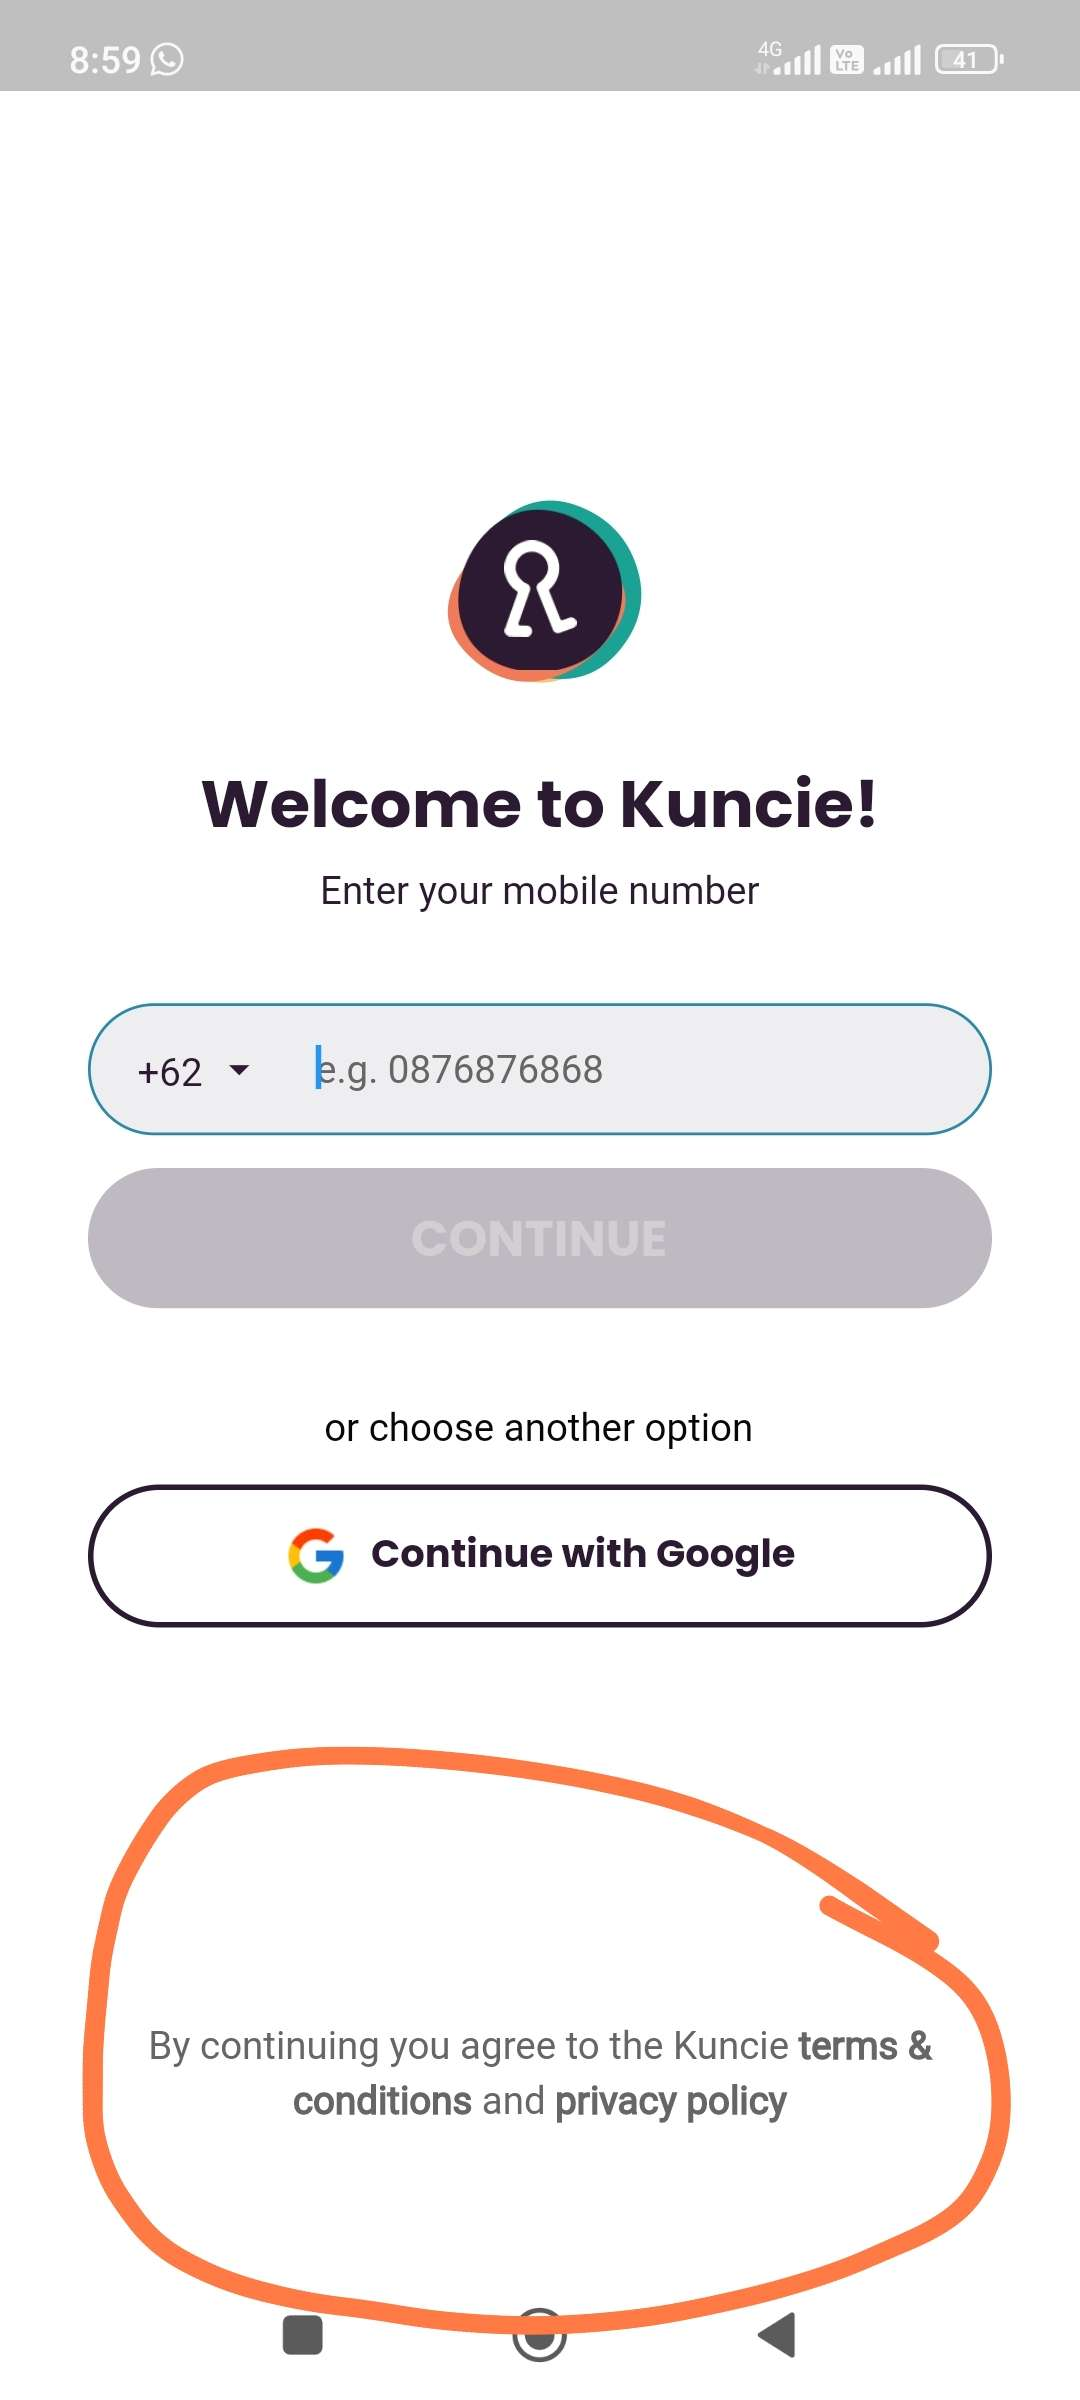 8:59 4G Vo LTE 41
Welcome to Kuncie!
Enter your mobile number
+62 e.g. 0876876868
CONTINUE
or choose another option
Continue with Google
By continuing you agree to the Kuncie terms &
conditions and privacy policy